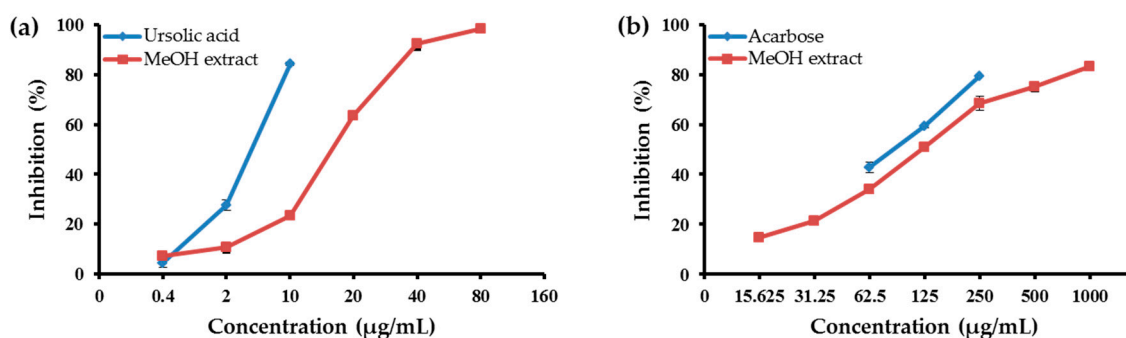 (a)
Inhibition (%)
100
80
60
40
20
0
Ursolic acid
MeOH extract
0 0.4 2 10 20 40 80 160
Concentration (μg/mL)
(b)
Inhibition (%)
100
80
60
40
20
0
Acarbose
MeOH extract
0 15.625 31.25 62.5 125 250 500 1000
Concentration (μg/mL)